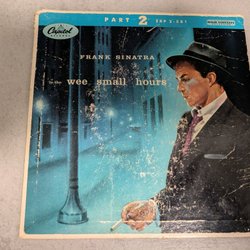 PART 2
EAP 2-581
Capitol
FRANK SINATRA
in the wee small hours